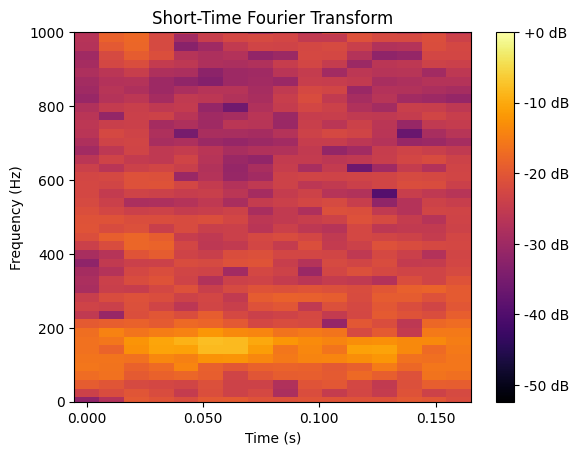 Short-Time Fourier Transform
1000
800
600
400
200
0
Frequency (Hz)
0.000
0.050
0.100
0.150
Time (s)
+0 dB
-10 dB
-20 dB
-30 dB
-40 dB
-50 dB